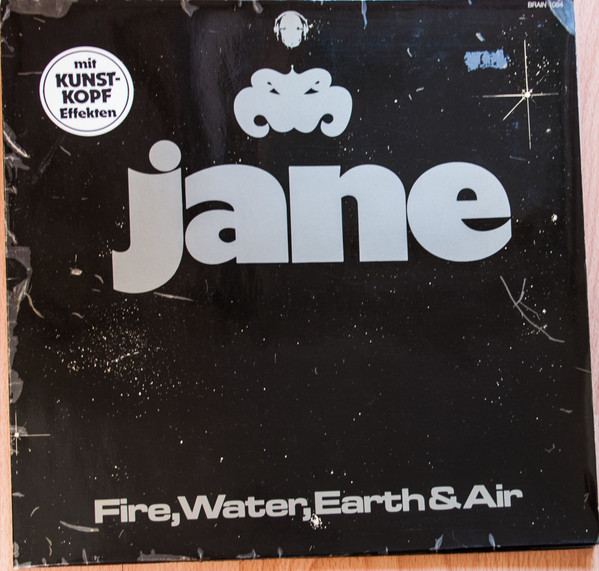 BRAIN 1084
mit
KUNST-
KOPF
Effekten
jane
Fire,Water,Earth & Air